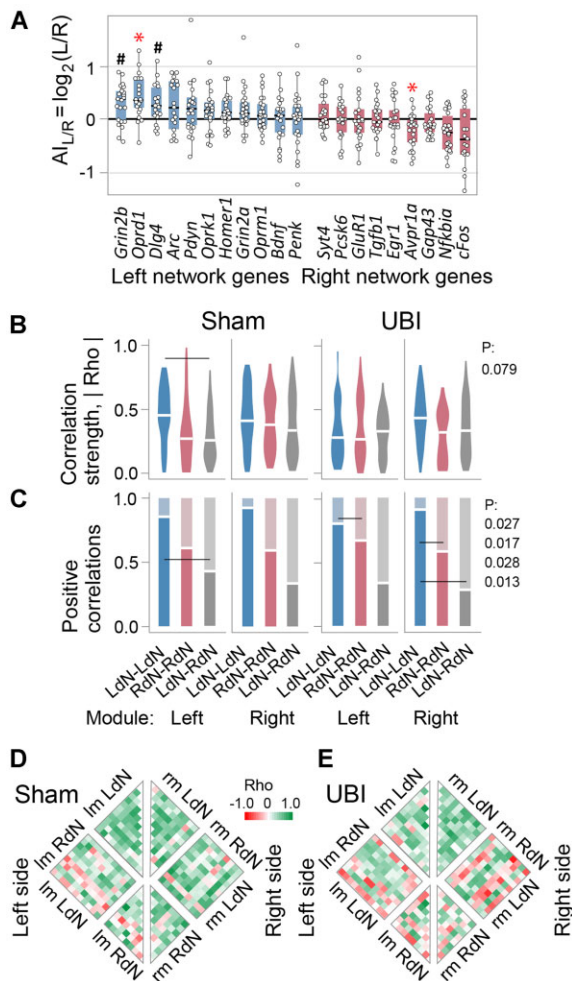 A
AI_L/R = log_2(L/R)
1
0
-1
# * # *
Grin2b Oprd1 Dlg4 Arc Pdyn Oprk1 Homer1 Grin2a Oprm1 Bdnf Penk Syt4 Pcsk6 GluR1 Tgfb1 Egr1 Avpr1a Gap43 Nfkbia cFos
Left network genes Right network genes
B
Sham UBI
Correlation
strength, | Rho |
1.0
0.5
0.0
P:
0.079
C
Positive
correlations
1.0
0.5
0.0
P:
0.027
0.017
0.028
0.013
LdN-LdN RdN-RdN LdN-RdN LdN-LdN RdN-RdN LdN-RdN LdN-LdN RdN-RdN LdN-RdN LdN-LdN RdN-RdN LdN-RdN
Module: Left Right Left Right
D
Sham
Rho
-1.0 1.0
lm LdN
rm LdN
lm RdN
rm RdN
Left side
Right side
lm LdN
rm LdN
lm RdN
rm RdN
E
UBI
lm LdN
rm LdN
lm RdN
rm RdN
Left side
Right side
lm LdN
rm LdN
lm RdN
rm RdN